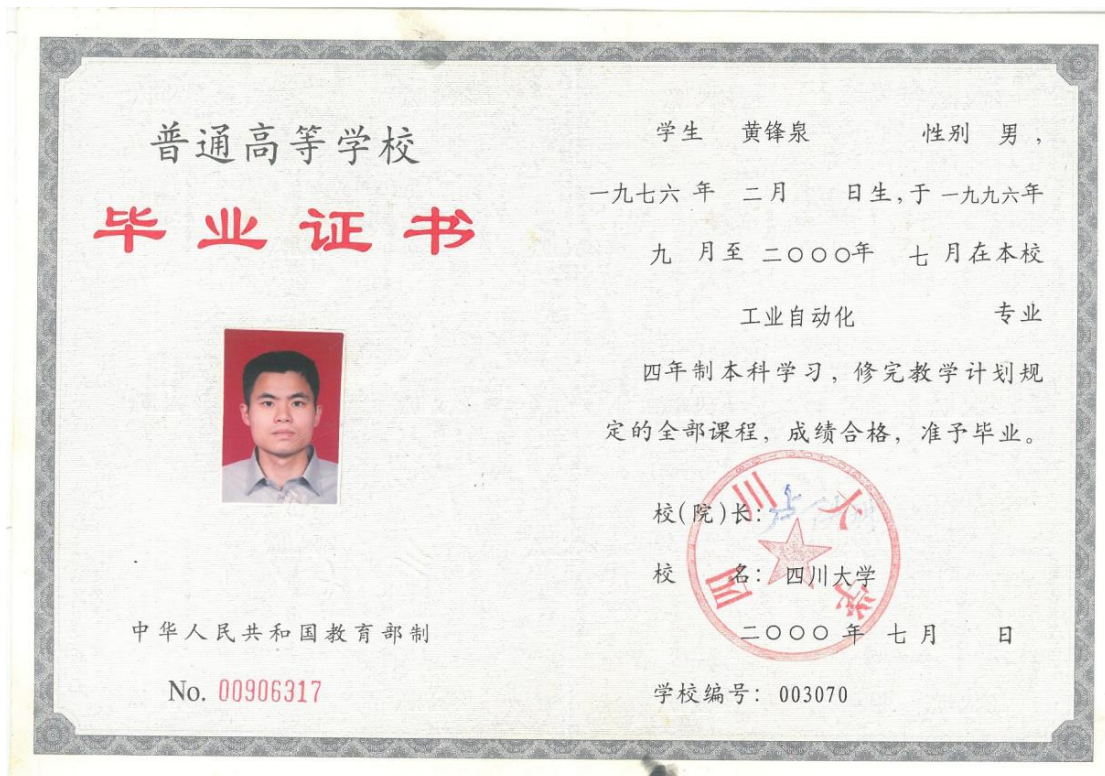 普通高等学校
毕业证书
中华人民共和国教育部制
No. 00906317
学生 黄锋泉 性别 男,
一九七六年 二月 日生,于一九九六年
九 月至 二〇〇〇年 七月在本校
工业自动化 专业
四年制本科学习,修完教学计划规
定的全部课程,成绩合格,准予毕业。
校(院)长:
校 名: 四川大学
二〇〇〇年 七月 日
学校编号: 003070
四川大学